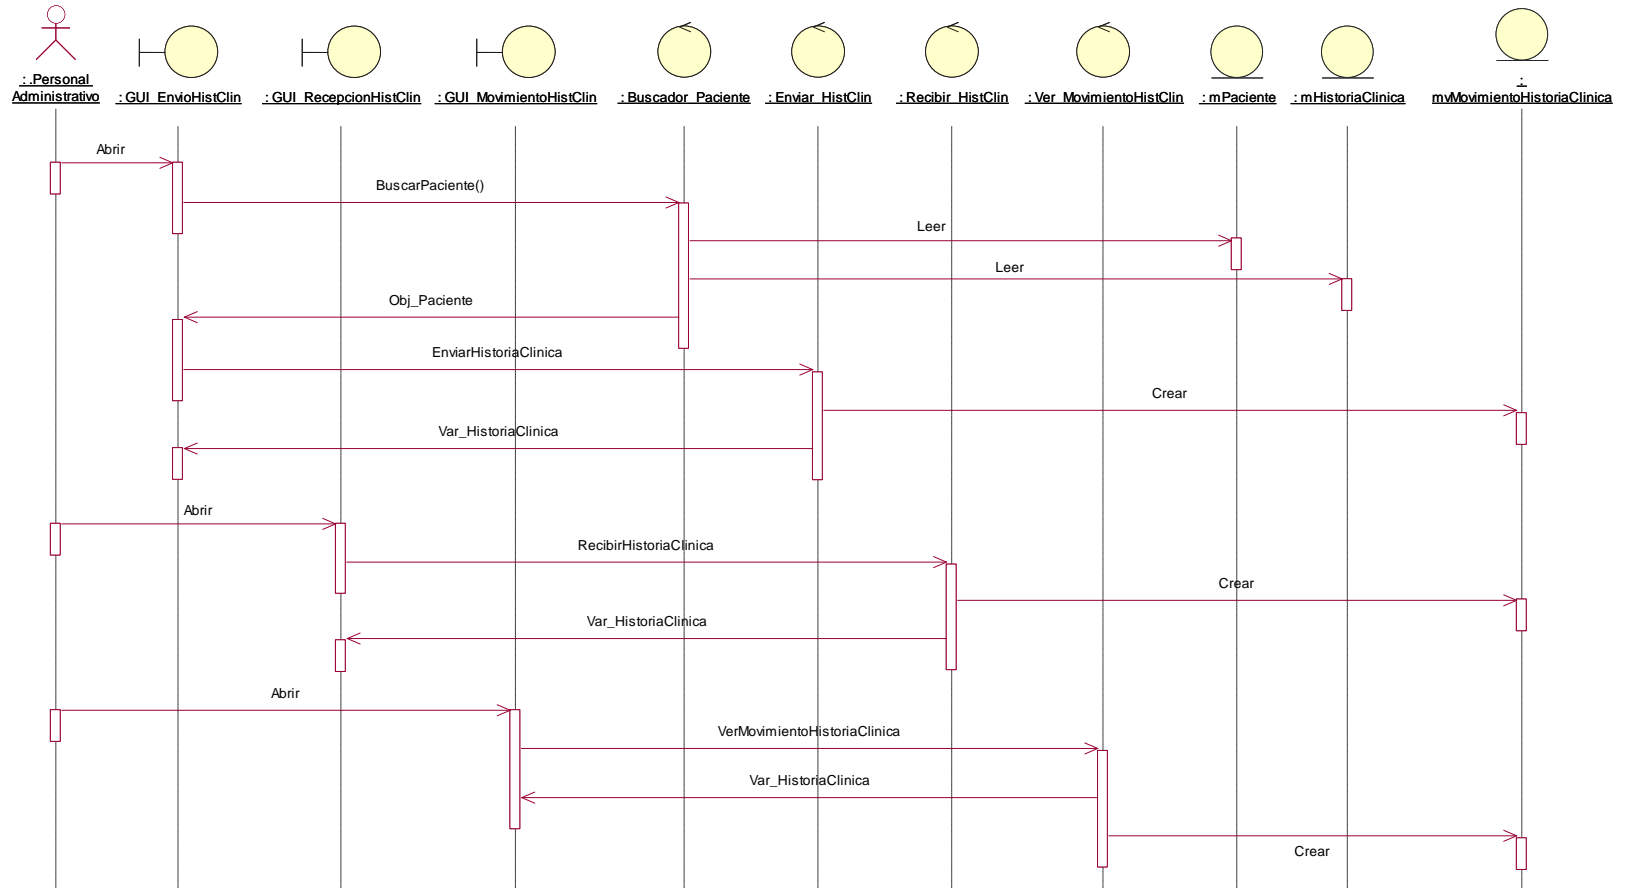 : .Personal
Administrativo
: GUI_EnvioHistClin
: GUI_RecepcionHistClin
: GUI_MovimientoHistClin
: Buscador_Paciente
: Enviar_HistClin
: Recibir_HistClin
: Ver_MovimientoHistClin
: mPaciente
: mHistoriaClinica
:
mvMovimientoHistoriaClinica
Abrir
BuscarPaciente()
Leer
Leer
Obj_Paciente
EnviarHistoriaClinica
Crear
Var_HistoriaClinica
Abrir
RecibirHistoriaClinica
Crear
Var_HistoriaClinica
Abrir
VerMovimientoHistoriaClinica
Var_HistoriaClinica
Crear